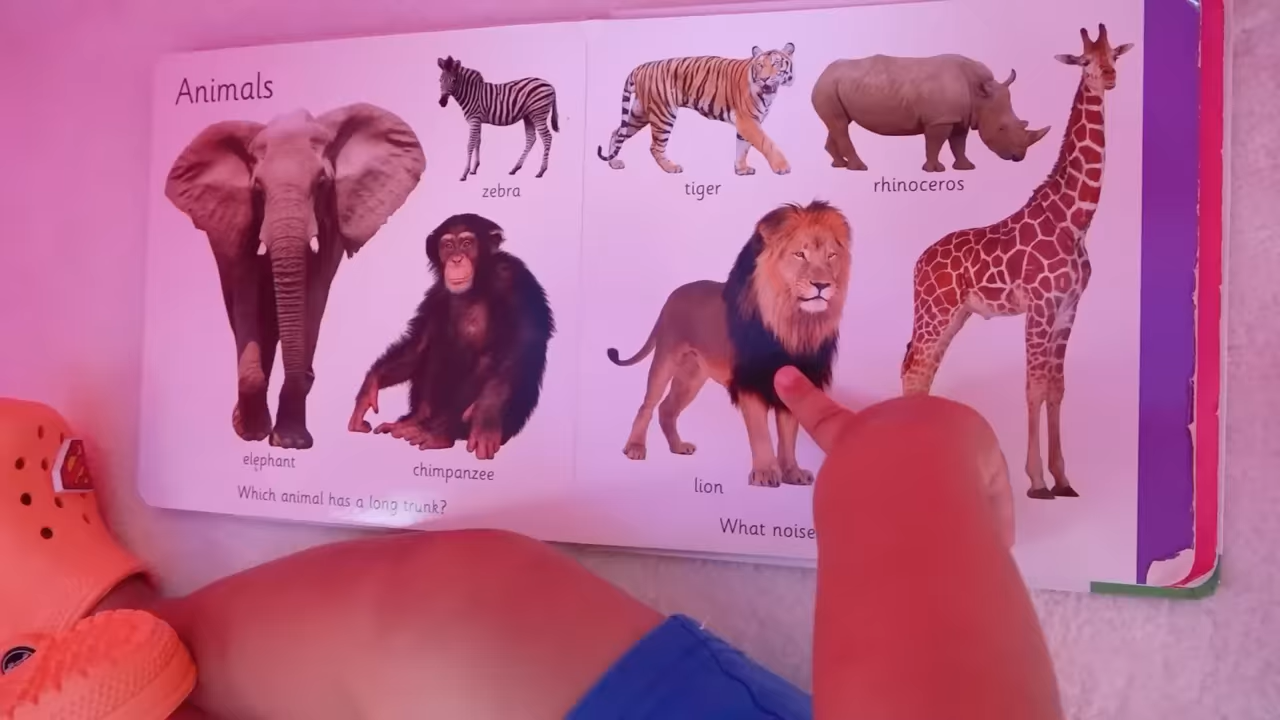 Animals
zebra
tiger
rhinoceros
elephant
chimpanzee
lion
Which animal has a long trunk?
What noise